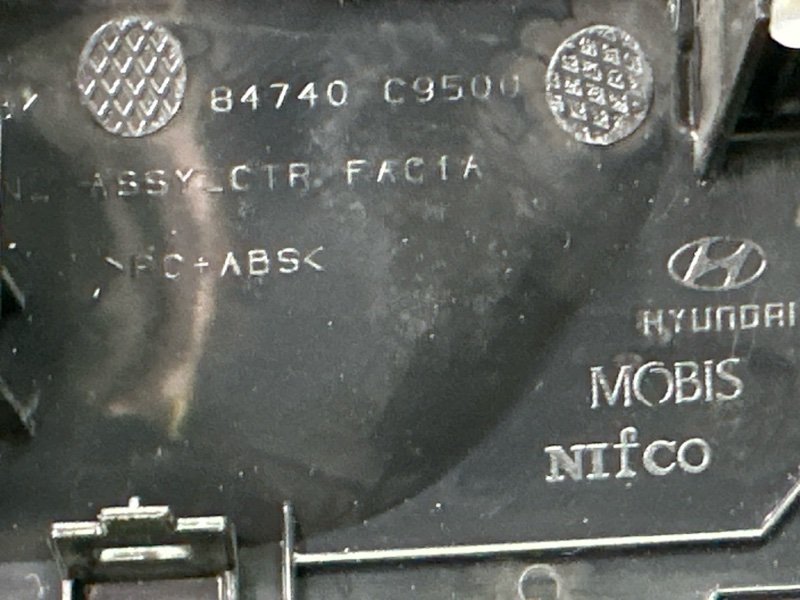 84740 C9500
ASSY_CTR FACIA
>PC+ABS<
HYUNDAI
MOBIS
NIfCO